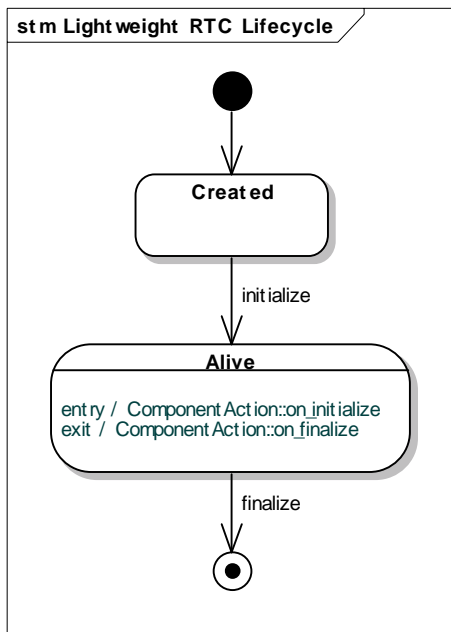 stm Lightweight RTC Lifecycle
Created
initialize
Alive
entry / ComponentAction::on_initialize
exit / ComponentAction::on_finalize
finalize